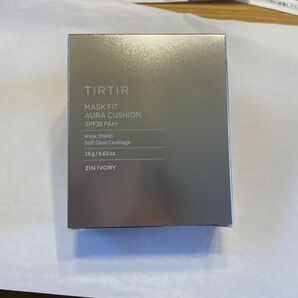 TIRTIR
MASK FIT
AURA CUSHION
SPF30 PA++
Mask Shield
Soft Glow Coverage
18 g / 0.63 oz.
21N IVORY